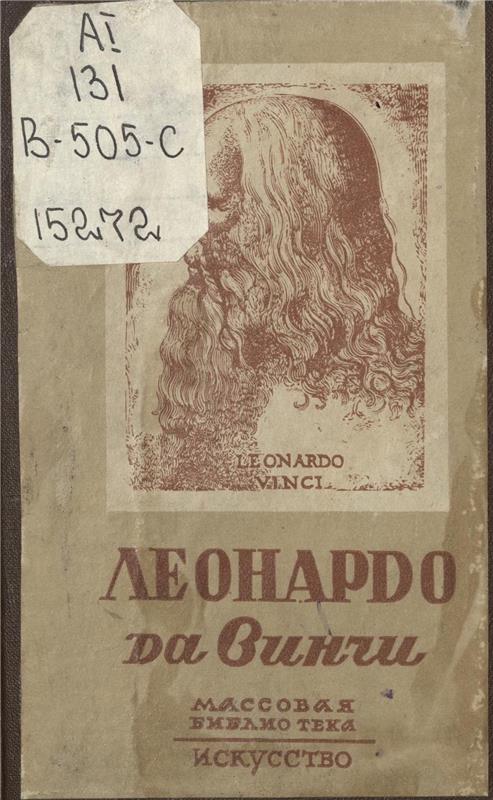 AI
131
В-505-С
15272
LEONARDO
VINCI
ЛЕОНАРДО
да Винчи
МАССОВАЯ
БИБЛИОТЕКА
ИСКУССТВО